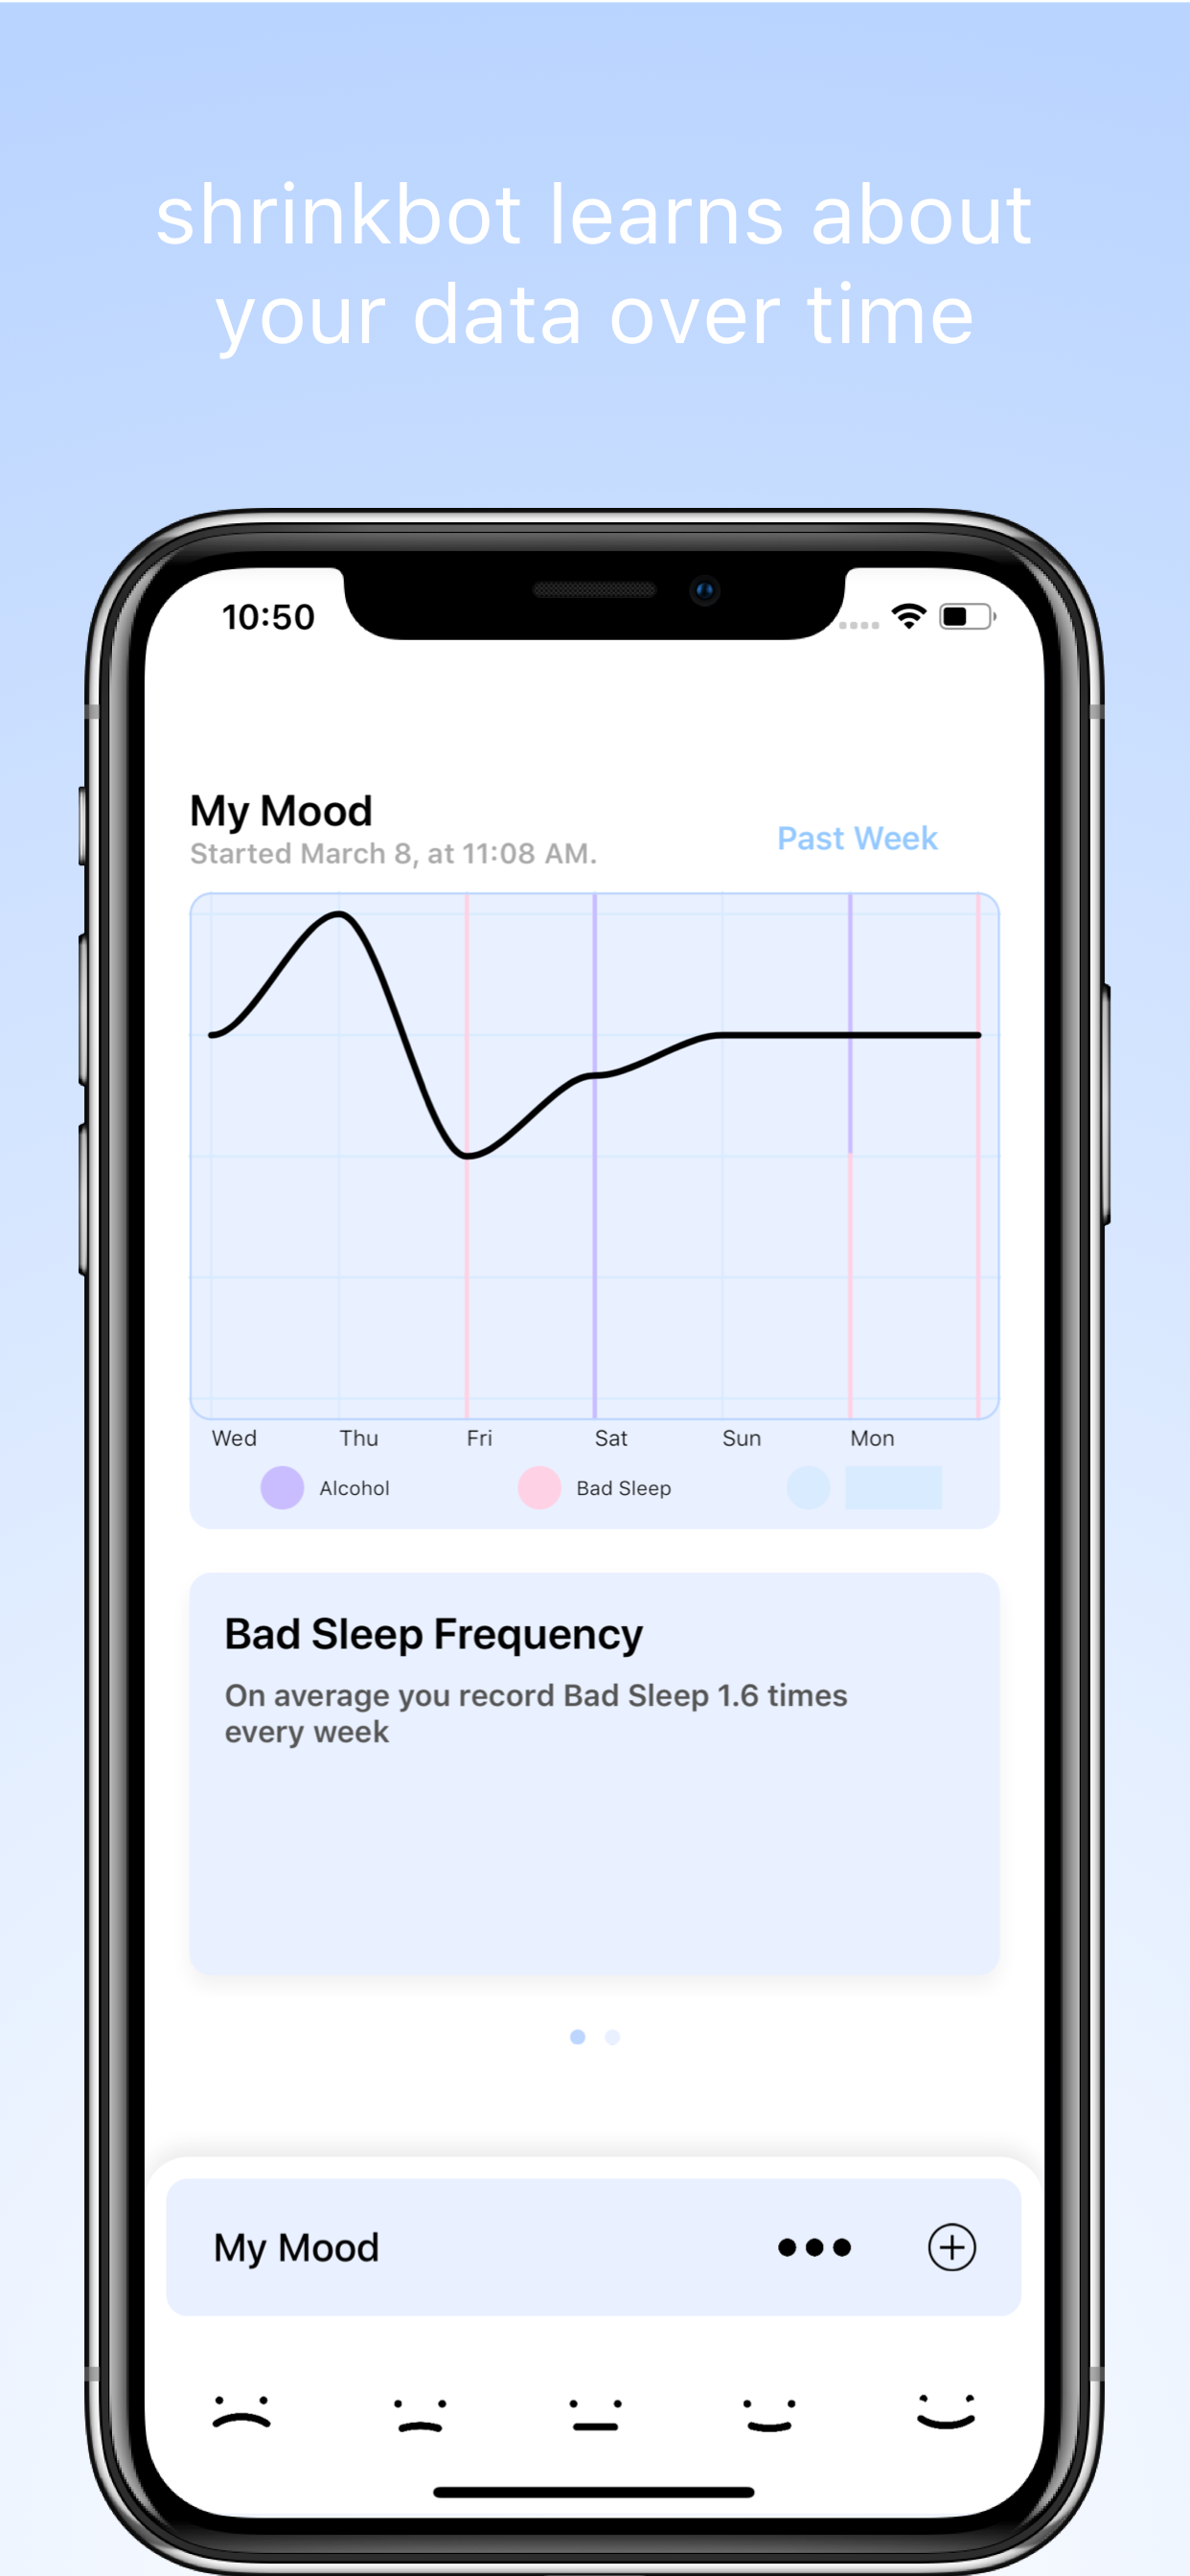 shrinkbot learns about
your data over time
10:50
My Mood
Started March 8, at 11:08 AM.
Past Week
Wed Thu Fri Sat Sun Mon
Alcohol Bad Sleep
Bad Sleep Frequency
On average you record Bad Sleep 1.6 times
every week
My Mood